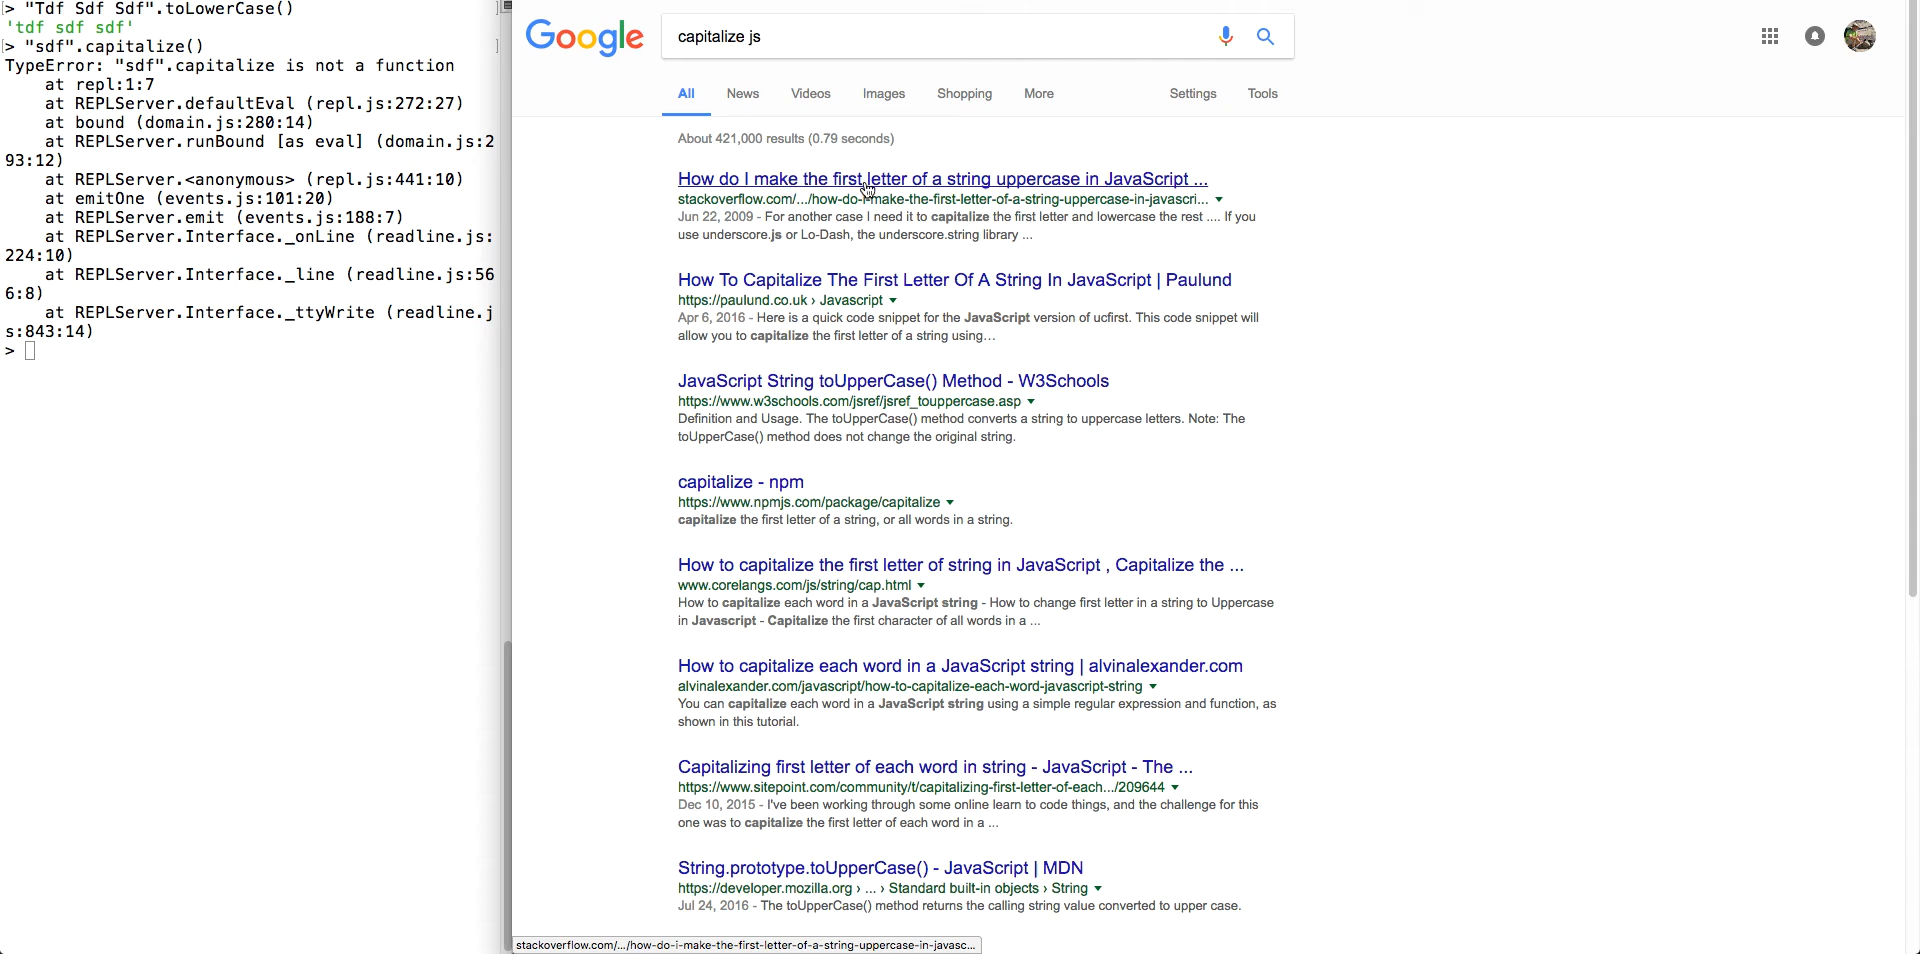 > "Tdf Sdf Sdf".toLowerCase()
'tdf sdf sdf'
> "sdf".capitalize()
TypeError: "sdf".capitalize is not a function
    at repl:1:7
    at REPLServer.defaultEval (repl.js:272:27)
    at bound (domain.js:280:14)
    at REPLServer.runBound [as eval] (domain.js:2
93:12)
    at REPLServer.<anonymous> (repl.js:441:10)
    at emitOne (events.js:101:20)
    at REPLServer.emit (events.js:188:7)
    at REPLServer.Interface._onLine (readline.js:
224:10)
    at REPLServer.Interface._line (readline.js:56
6:8)
    at REPLServer.Interface._ttyWrite (readline.j
s:843:14)
>
Google
capitalize js
All News Videos Images Shopping More Settings Tools
About 421,000 results (0.79 seconds)
How do I make the first letter of a string uppercase in JavaScript ...
stackoverflow.com/.../how-do-i-make-the-first-letter-of-a-string-uppercase-in-javascri...
Jun 22, 2009 - For another case I need it to capitalize the first letter and lowercase the rest .... If you
use underscore.js or Lo-Dash, the underscore.string library ...
How To Capitalize The First Letter Of A String In JavaScript | Paulund
https://paulund.co.uk › Javascript
Apr 6, 2016 - Here is a quick code snippet for the JavaScript version of ucfirst. This code snippet will
allow you to capitalize the first letter of a string using...
JavaScript String toUpperCase() Method - W3Schools
https://www.w3schools.com/jsref/jsref_touppercase.asp
Definition and Usage. The toUpperCase() method converts a string to uppercase letters. Note: The
toUpperCase() method does not change the original string.
capitalize - npm
https://www.npmjs.com/package/capitalize
capitalize the first letter of a string, or all words in a string.
How to capitalize the first letter of string in JavaScript , Capitalize the ...
www.corelangs.com/js/string/cap.html
How to capitalize each word in a JavaScript string - How to change first letter in a string to Uppercase
in Javascript - Capitalize the first character of all words in a ...
How to capitalize each word in a JavaScript string | alvinalexander.com
alvinalexander.com/javascript/how-to-capitalize-each-word-javascript-string
You can capitalize each word in a JavaScript string using a simple regular expression and function, as
shown in this tutorial.
Capitalizing first letter of each word in string - JavaScript - The ...
https://www.sitepoint.com/community/t/capitalizing-first-letter-of-each.../209644
Dec 10, 2015 - I've been working through some online learn to code things, and the challenge for this
one was to capitalize the first letter of each word in a ...
String.prototype.toUpperCase() - JavaScript | MDN
https://developer.mozilla.org › ... › Standard built-in objects › String
Jul 24, 2016 - The toUpperCase() method returns the calling string value converted to upper case.
stackoverflow.com/.../how-do-i-make-the-first-letter-of-a-string-uppercase-in-javasc...